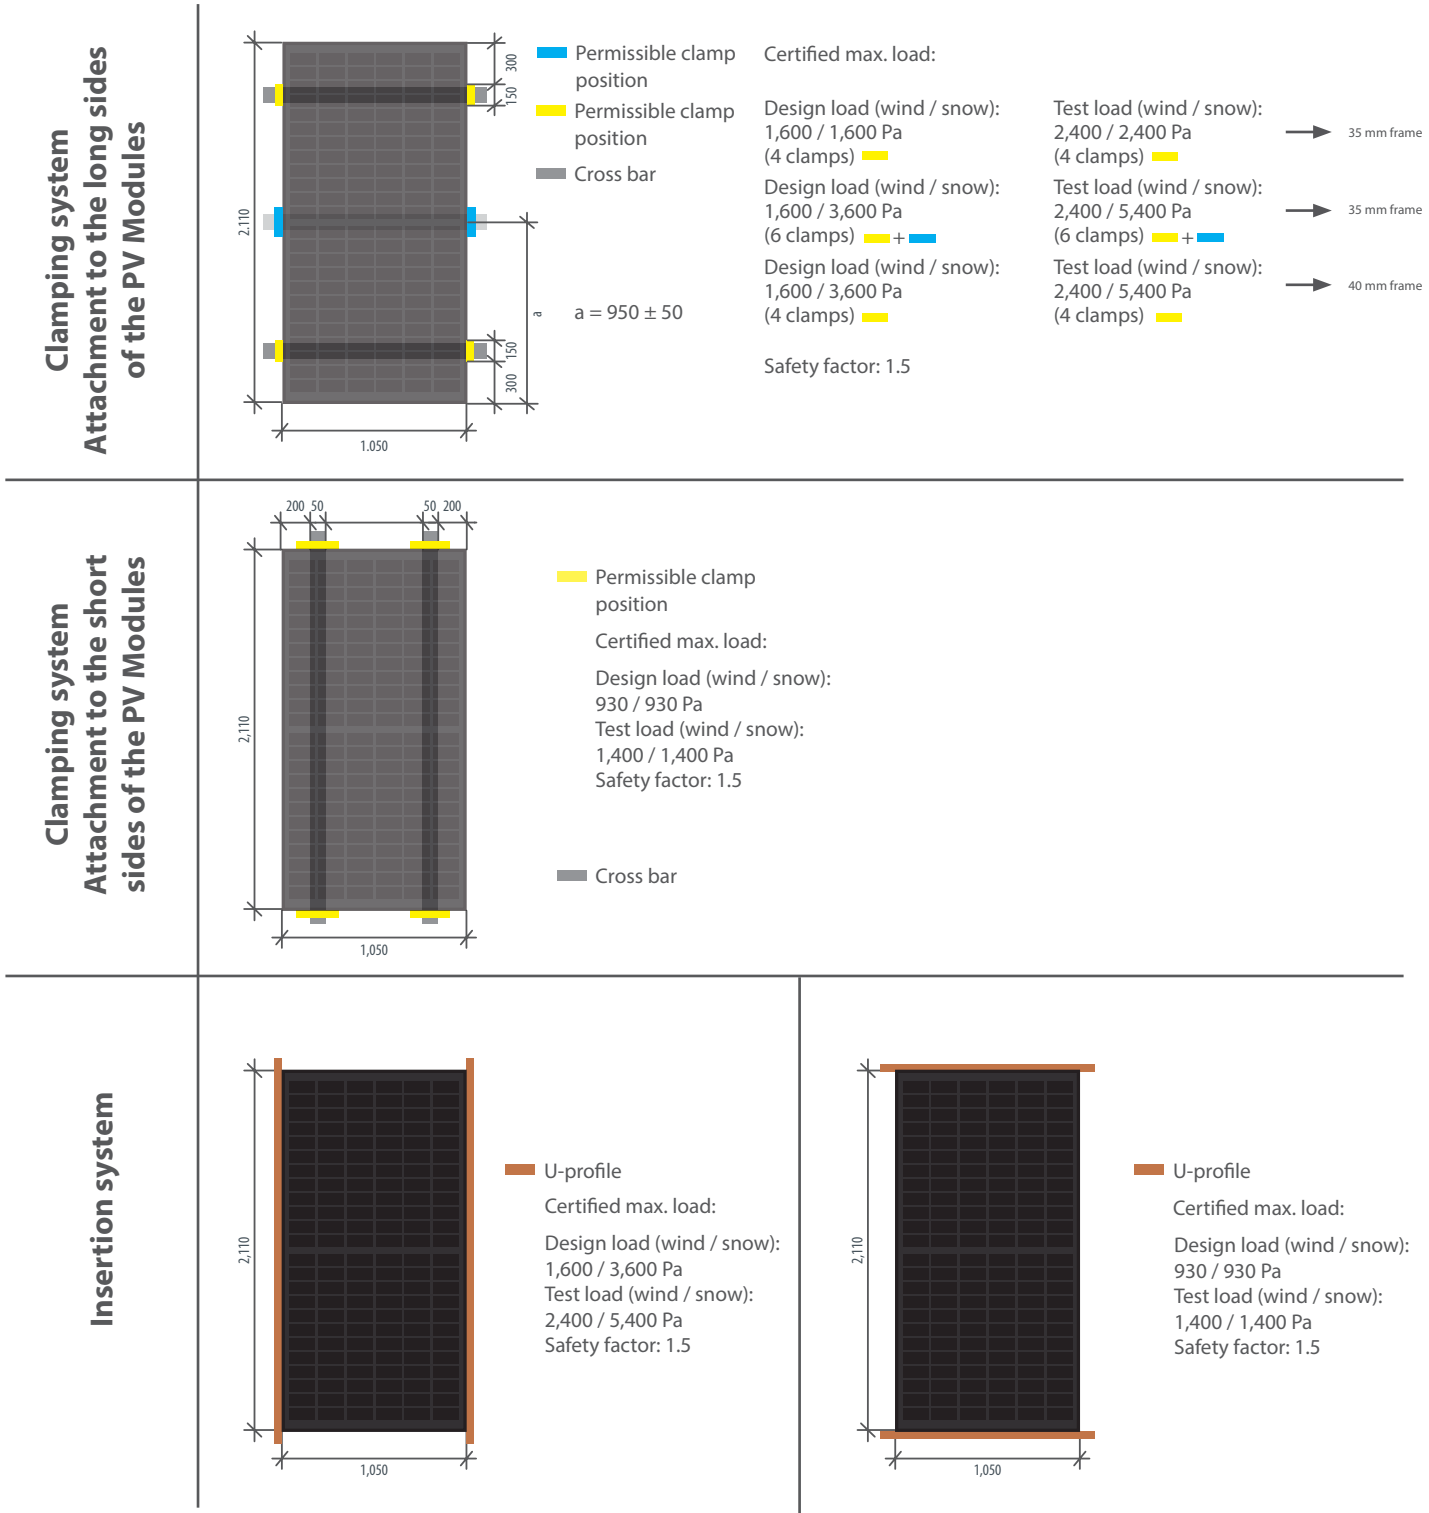 Clamping system
Attachment to the long sides
of the PV Modules
2,110
300
150
150
300
a
1.050
Permissible clamp
position
Permissible clamp
position
Cross bar
a = 950 ± 50
Certified max. load:
Design load (wind / snow):
1,600 / 1,600 Pa
(4 clamps)
Test load (wind / snow):
2,400 / 2,400 Pa
(4 clamps)
35 mm frame
Design load (wind / snow):
1,600 / 3,600 Pa
(6 clamps) +
Test load (wind / snow):
2,400 / 5,400 Pa
(6 clamps) +
35 mm frame
Design load (wind / snow):
1,600 / 3,600 Pa
(4 clamps)
Test load (wind / snow):
2,400 / 5,400 Pa
(4 clamps)
40 mm frame
Safety factor: 1.5
Clamping system
Attachment to the short
sides of the PV Modules
200 50 50 200
2,110
1,050
Permissible clamp
position
Certified max. load:
Design load (wind / snow):
930 / 930 Pa
Test load (wind / snow):
1,400 / 1,400 Pa
Safety factor: 1.5
Cross bar
Insertion system
2,110
1,050
U-profile
Certified max. load:
Design load (wind / snow):
1,600 / 3,600 Pa
Test load (wind / snow):
2,400 / 5,400 Pa
Safety factor: 1.5
2,110
1,050
U-profile
Certified max. load:
Design load (wind / snow):
930 / 930 Pa
Test load (wind / snow):
1,400 / 1,400 Pa
Safety factor: 1.5